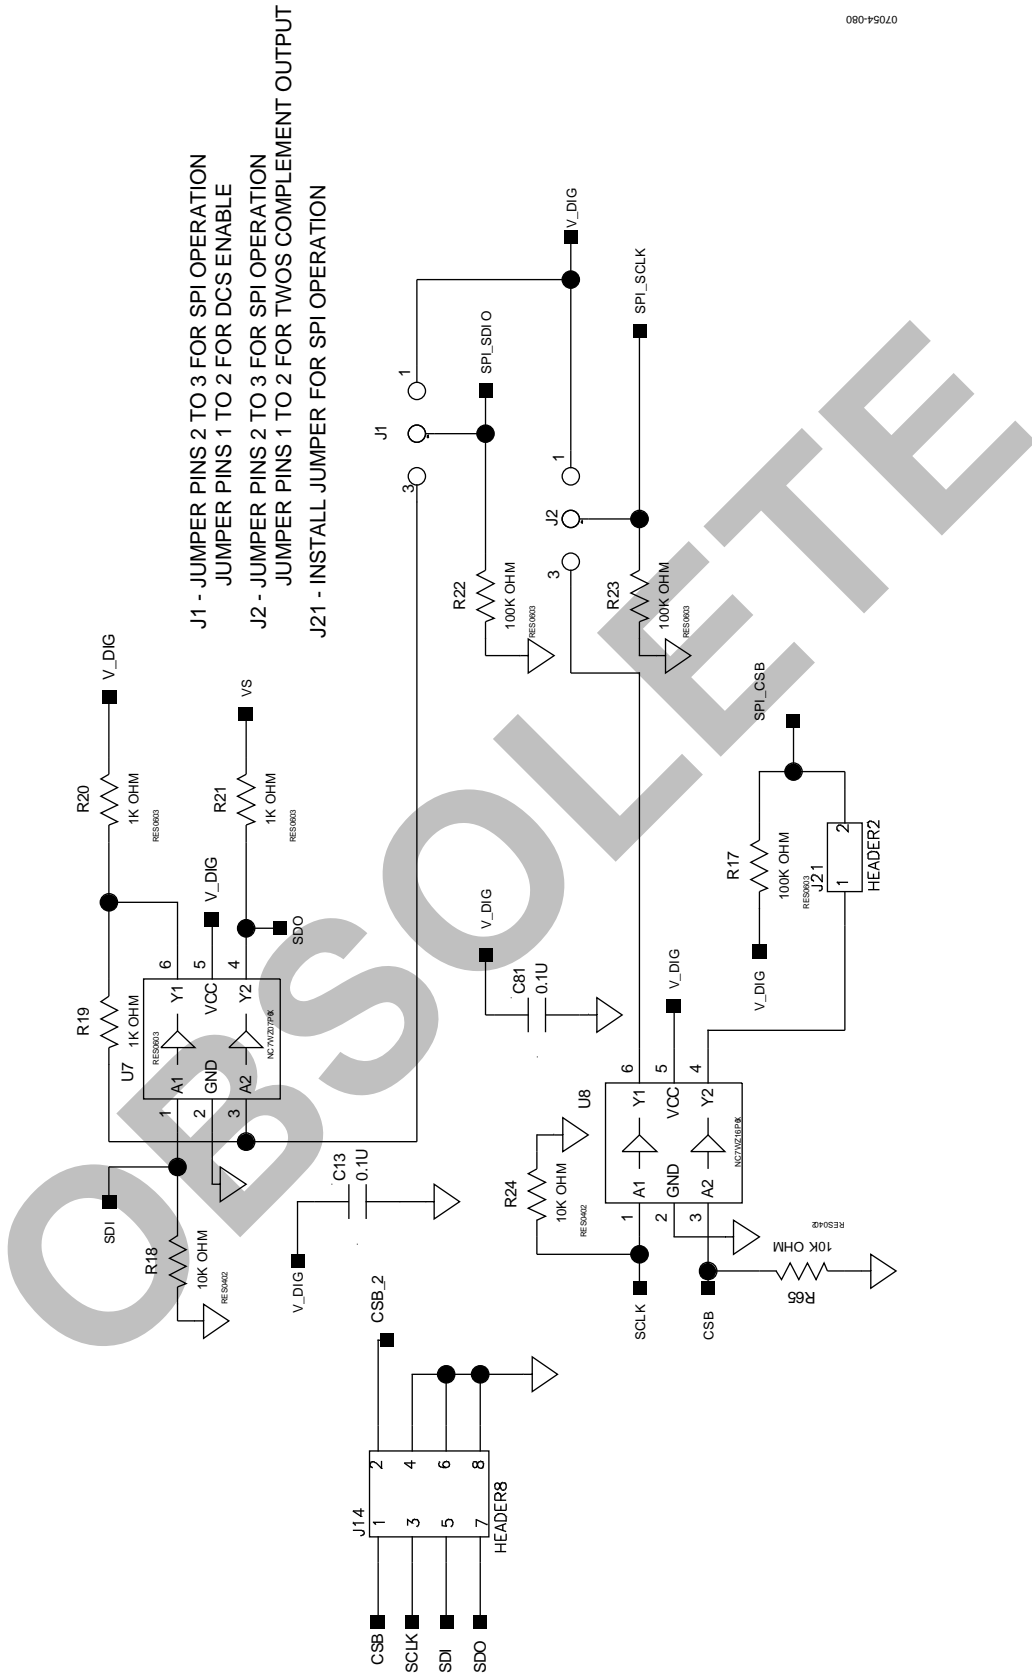 J1 - JUMPER PINS 2 TO 3 FOR SPI OPERATION
JUMPER PINS 1 TO 2 FOR DCS ENABLE
J2 - JUMPER PINS 2 TO 3 FOR SPI OPERATION
JUMPER PINS 1 TO 2 FOR TWOS COMPLEMENT OUTPUT
J21 - INSTALL JUMPER FOR SPI OPERATION
SDI
R18
10K OHM
RES0402
R19
1K OHM
RES0603
R20
1K OHM
RES0603
V_DIG
U7
1
A1
Y1
6
2
GND
VCC
5
V_DIG
3
A2
Y2
4
NC7WZ07P6X
R21
1K OHM
RES0603
VS
SDO
V_DIG
C13
0.1U
J1
3
1
SPI_SDIO
R22
100K OHM
RES0603
V_DIG
C81
0.1U
J2
3
1
V_DIG
R23
100K OHM
RES0603
SPI_SCLK
J14
CSB
1
2
CSB_2
SCLK
3
4
SDI
5
6
SDO
7
8
HEADER8
R24
10K OHM
RES0402
U8
SCLK
1
A1
Y1
6
2
GND
VCC
5
V_DIG
CSB
3
A2
Y2
4
NC7WZ16P6X
R65
10K OHM
RES0402
V_DIG
R17
100K OHM
RES0603
SPI_CSB
J21
1
2
HEADER2
07054-080
OBSOLETE